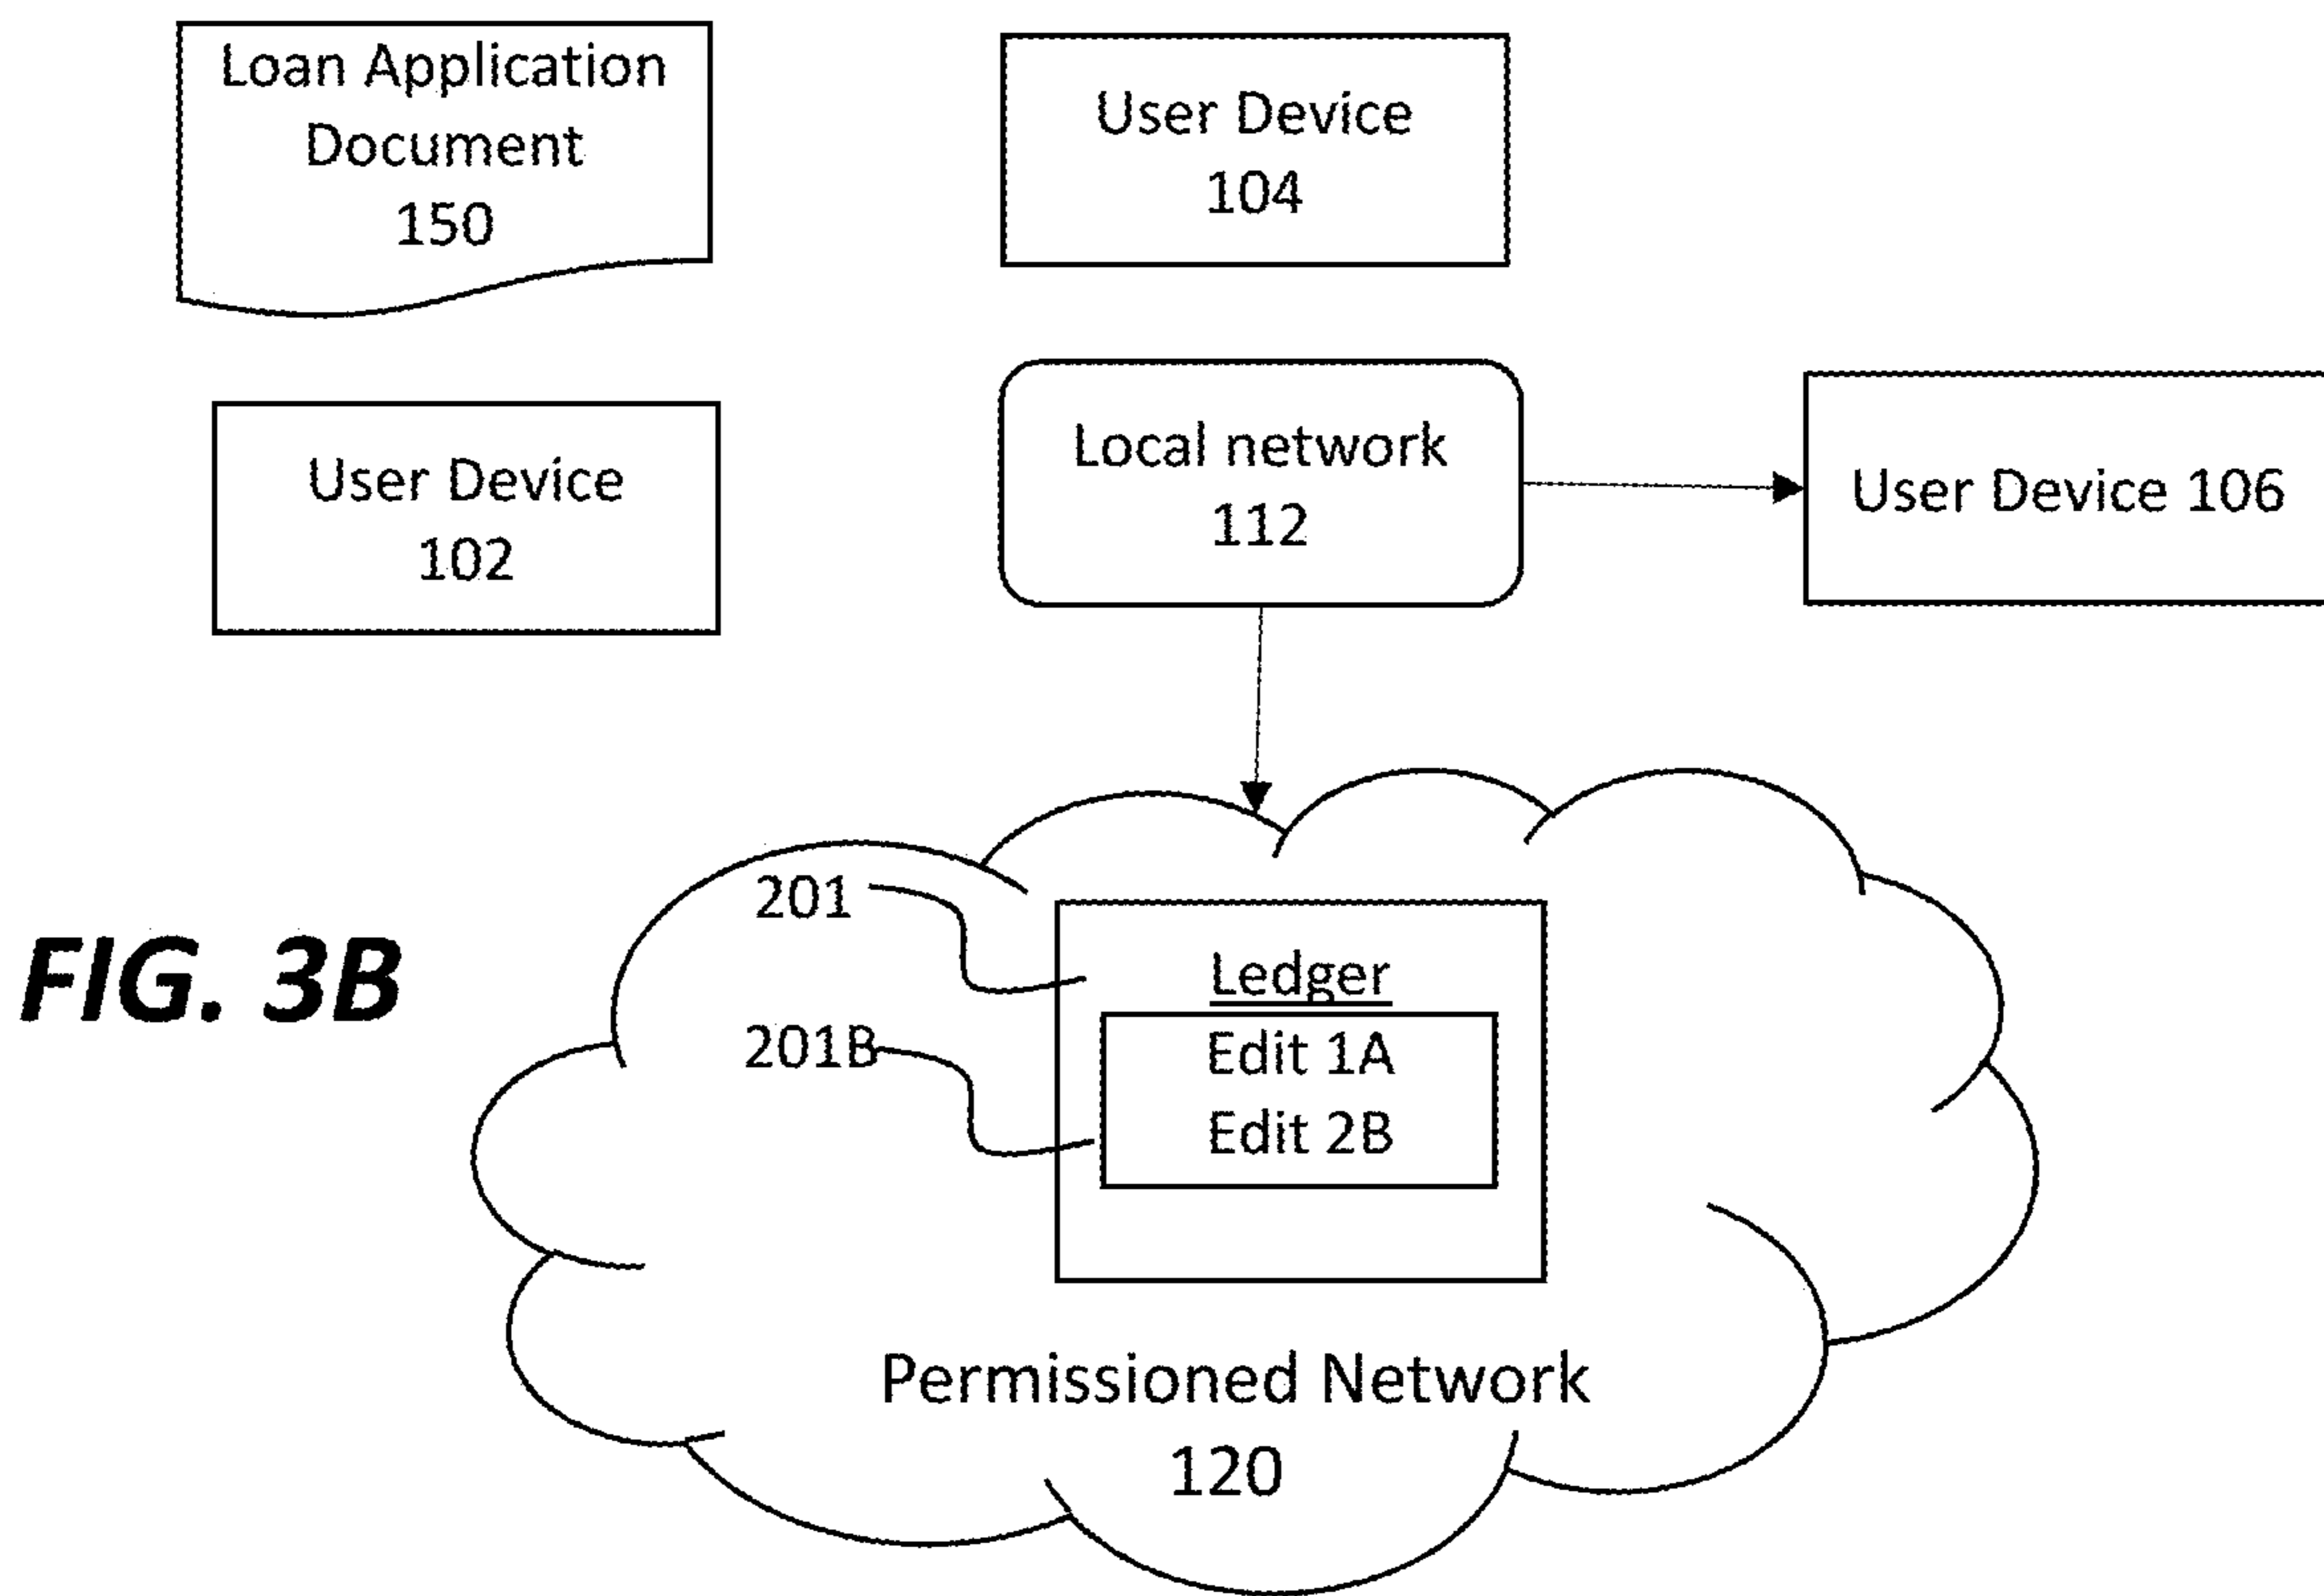 Loan Application
Document
150
User Device
104
User Device
102
Local network
112
User Device 106
FIG. 3B
201
201B
Ledger
Edit 1A
Edit 2B
Permissioned Network
120